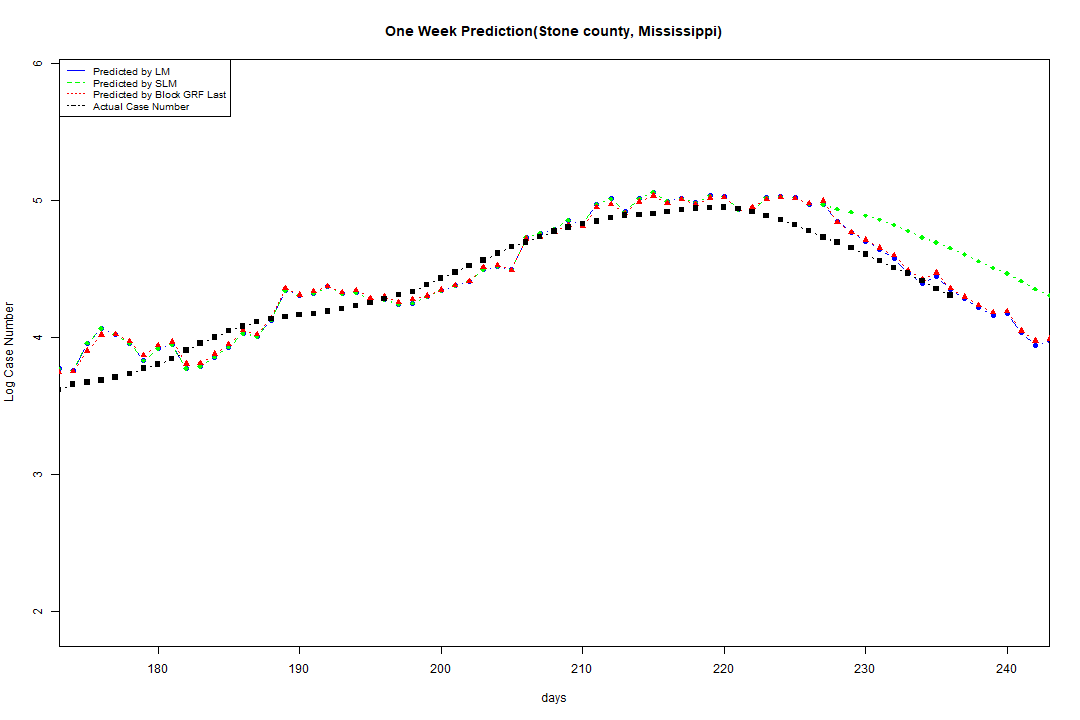 One Week Prediction(Stone county, Mississippi)
6
Predicted by LM
Predicted by SLM
Predicted by Block GRF Last
Actual Case Number
5
4
3
2
Log Case Number
180 190 200 210 220 230 240
days